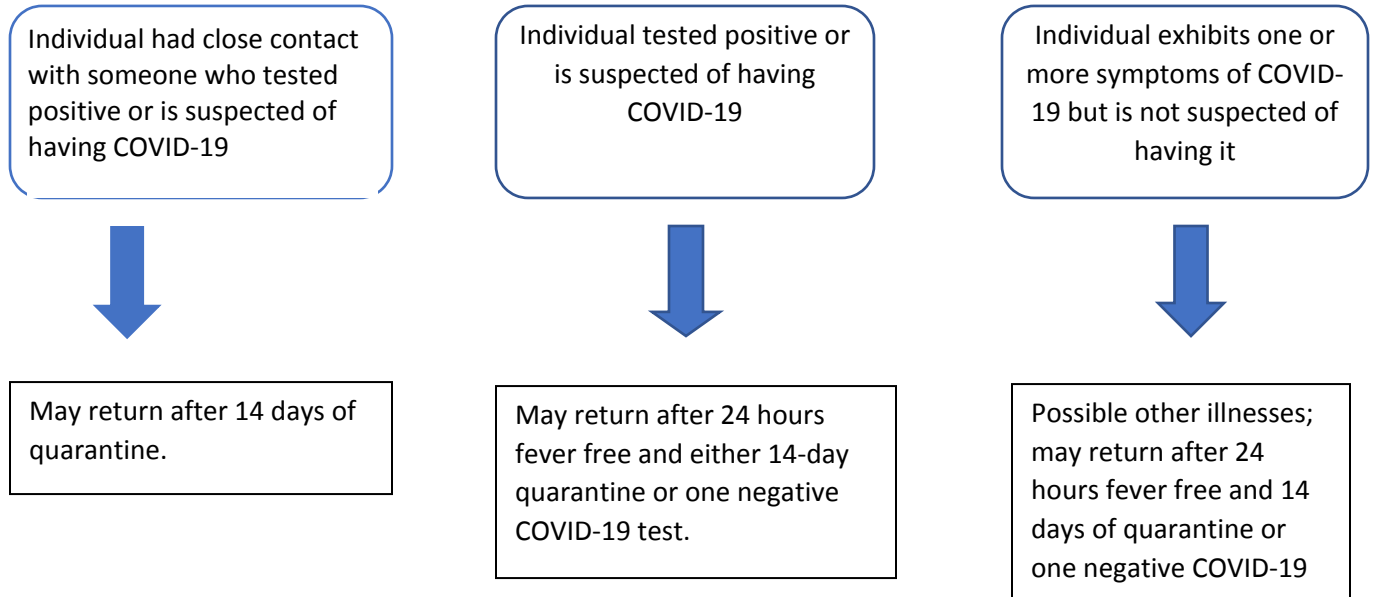 Individual had close contact
with someone who tested
positive or is suspected of
having COVID-19
Individual tested positive or
is suspected of having
COVID-19
Individual exhibits one or
more symptoms of COVID-
19 but is not suspected of
having it
May return after 14 days of
quarantine.
May return after 24 hours
fever free and either 14-day
quarantine or one negative
COVID-19 test.
Possible other illnesses;
may return after 24
hours fever free and 14
days of quarantine or
one negative COVID-19